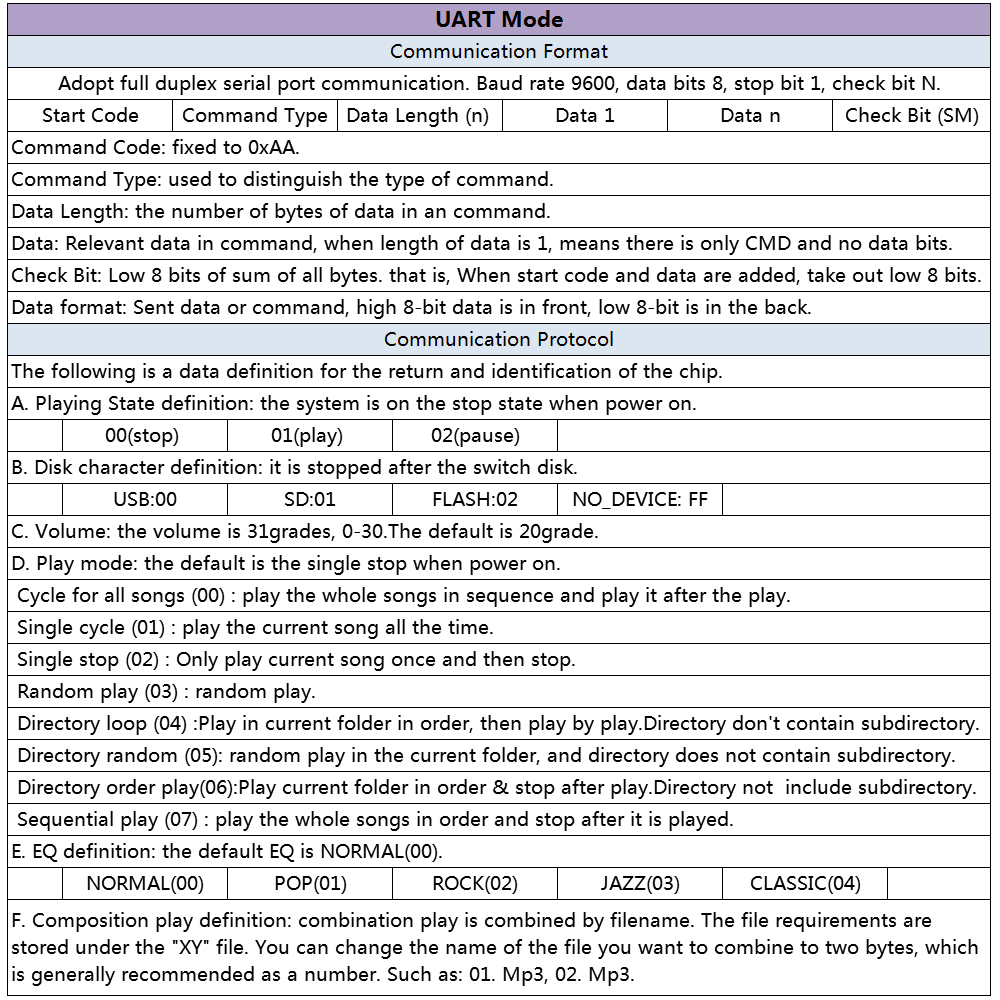 UART Mode
Communication Format
Adopt full duplex serial port communication. Baud rate 9600, data bits 8, stop bit 1, check bit N.
Start Code Command Type Data Length (n) Data 1 Data n Check Bit (SM)
Command Code: fixed to 0xAA.
Command Type: used to distinguish the type of command.
Data Length: the number of bytes of data in an command.
Data: Relevant data in command, when length of data is 1, means there is only CMD and no data bits.
Check Bit: Low 8 bits of sum of all bytes. that is, When start code and data are added, take out low 8 bits.
Data format: Sent data or command, high 8-bit data is in front, low 8-bit is in the back.
Communication Protocol
The following is a data definition for the return and identification of the chip.
A. Playing State definition: the system is on the stop state when power on.
00(stop) 01(play) 02(pause)
B. Disk character definition: it is stopped after the switch disk.
USB:00 SD:01 FLASH:02 NO_DEVICE: FF
C. Volume: the volume is 31grades, 0-30.The default is 20grade.
D. Play mode: the default is the single stop when power on.
Cycle for all songs (00) : play the whole songs in sequence and play it after the play.
Single cycle (01) : play the current song all the time.
Single stop (02) : Only play current song once and then stop.
Random play (03) : random play.
Directory loop (04) :Play in current folder in order, then play by play.Directory don't contain subdirectory.
Directory random (05): random play in the current folder, and directory does not contain subdirectory.
Directory order play(06):Play current folder in order & stop after play.Directory not include subdirectory.
Sequential play (07) : play the whole songs in order and stop after it is played.
E. EQ definition: the default EQ is NORMAL(00).
NORMAL(00) POP(01) ROCK(02) JAZZ(03) CLASSIC(04)
F. Composition play definition: combination play is combined by filename. The file requirements are
stored under the "XY" file. You can change the name of the file you want to combine to two bytes, which
is generally recommended as a number. Such as: 01. Mp3, 02. Mp3.